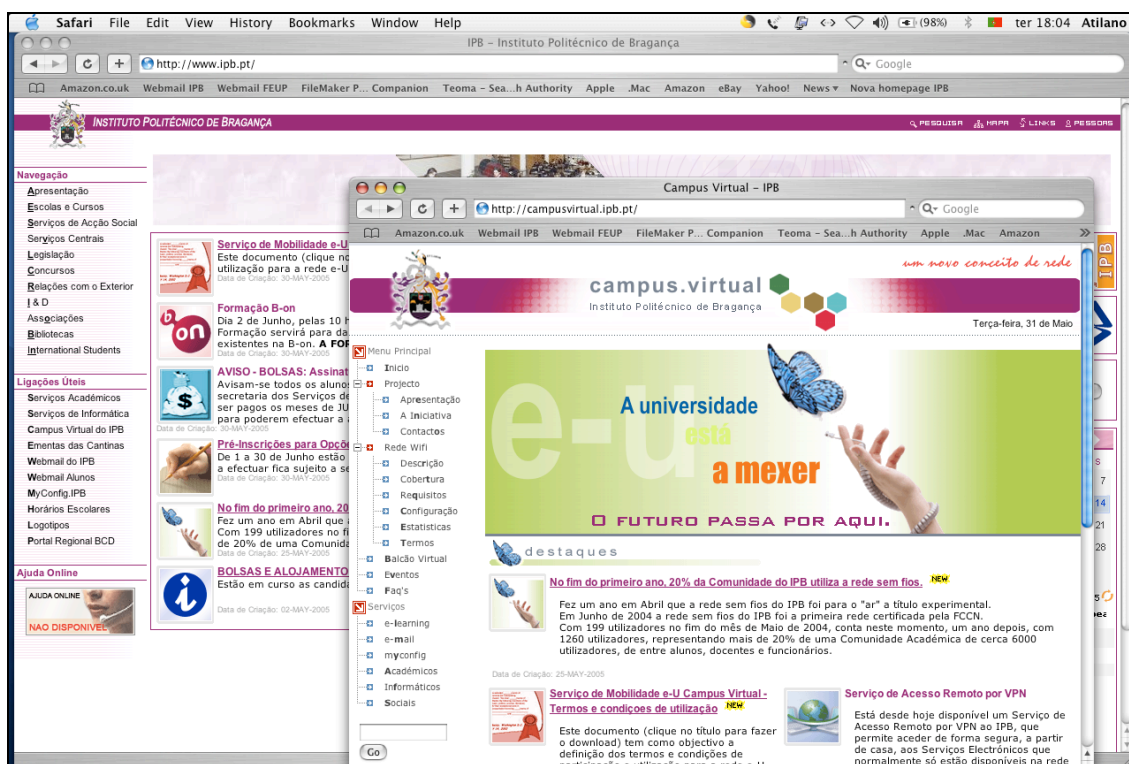 Safari File Edit View History Bookmarks Window Help (98%) ter 18:04 Atilano
IPB – Instituto Politécnico de Bragança
http://www.ipb.pt/
Google
Amazon.co.uk Webmail IPB Webmail FEUP FileMaker P... Companion Teoma – Sea...h Authority Apple .Mac Amazon eBay Yahoo! News Nova homepage IPB
INSTITUTO POLITÉCNICO DE BRAGANÇA
PESQUISA MAPA LINKS PESSOAS
Navegação
Apresentação
Escolas e Cursos
Serviços de Acção Social
Serviços Centrais
Legislação
Concursos
Relações com o Exterior
I & D
Associações
Bibliotecas
International Students
Ligações Úteis
Serviços Académicos
Serviços de Informática
Campus Virtual do IPB
Ementas das Cantinas
Webmail do IPB
Webmail Alunos
MyConfig.IPB
Horários Escolares
Logotipos
Portal Regional BCD
Ajuda Online
AJUDA ONLINE
NAO DISPONIVEL
Serviço de Mobilidade e-U
Este documento (clique no
utilização para a rede e-U
Data de Criação: 30-MAY-2005
b on
Formação B-on
Dia 2 de Junho, pelas 10 h
Formação servirá para da
existentes na B-on. A FOR
Data de Criação: 30-MAY-2005
AVISO - BOLSAS: Assinat
Avisam-se todos os alunos
secretaria dos Serviços de
ser pagos os meses de JU
para poderem efectuar a
Data de Criação: 30-MAY-2005
Pré-Inscrições para Opçõe
De 1 a 30 de Junho estão
a efectuar fica sujeito a se
Data de Criação: 30-MAY-2005
No fim do primeiro ano, 20
Fez um ano em Abril que a
Com 199 utilizadores no fi
de 20% de uma Comunida
Data de Criação: 25-MAY-2005
BOLSAS E ALOJAMENTO
Estão em curso as candida
Data de Criação: 02-MAY-2005
IPB
S
7
14
21
28
Campus Virtual – IPB
http://campusvirtual.ipb.pt/
Google
Amazon.co.uk Webmail IPB Webmail FEUP FileMaker P... Companion Teoma – Sea...h Authority Apple .Mac Amazon
um novo conceito de rede
campus.virtual
Instituto Politécnico de Bragança
Terça-feira, 31 de Maio
Menu Principal
Inicio
Projecto
Apresentação
A Iniciativa
Contactos
Rede Wifi
Descrição
Cobertura
Requisitos
Configuração
Estatisticas
Termos
Balcão Virtual
Eventos
Faq's
Serviços
e-learning
e-mail
myconfig
Académicos
Informáticos
Sociais
Go
e-u
A universidade
está
a mexer
O FUTURO PASSA POR AQUI.
destaques
No fim do primeiro ano, 20% da Comunidade do IPB utiliza a rede sem fios. NEW
Fez um ano em Abril que a rede sem fios do IPB foi para o "ar" a título experimental.
Em Junho de 2004 a rede sem fios do IPB foi a primeira rede certificada pela FCCN.
Com 199 utilizadores no fim do mês de Maio de 2004, conta neste momento, um ano depois, com
1260 utilizadores, representando mais de 20% de uma Comunidade Académica de cerca 6000
utilizadores, de entre alunos, docentes e funcionários.
Data de Criação: 25-MAY-2005
Serviço de Mobilidade e-U Campus Virtual -
Termos e condiçoes de utilização NEW
Este documento (clique no título para fazer
o download) tem como objectivo a
definição dos termos e condições de
participação e utilização para a rede e-U
Serviço de Acesso Remoto por VPN
Está desde hoje disponível um Serviço de
Acesso Remoto por VPN ao IPB, que
permite aceder de forma segura, a partir
de casa, aos Serviços Electrónicos que
normalmente só estão disponíveis na rede